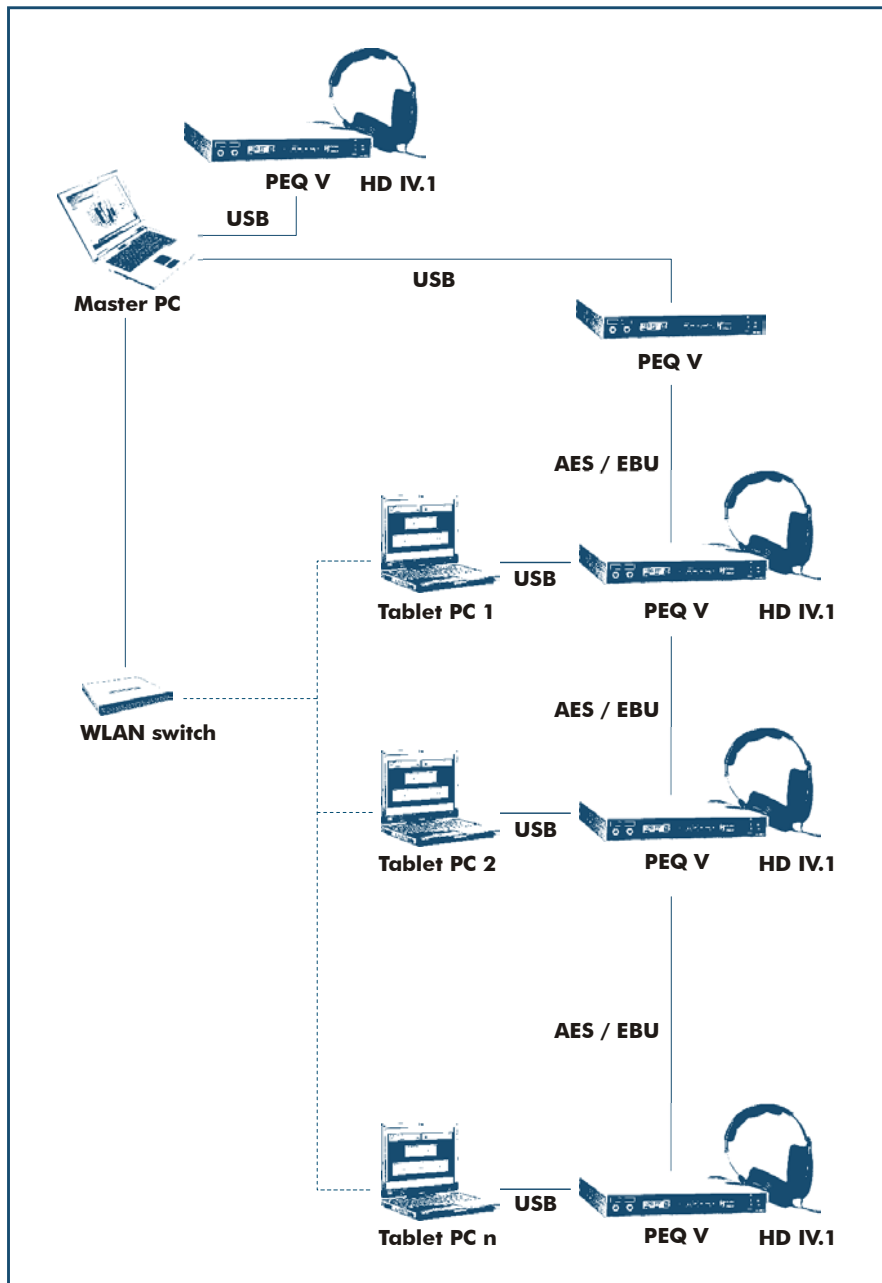 PEQ V
HD IV.1
USB
USB
Master PC
PEQ V
AES / EBU
USB
Tablet PC 1
PEQ V
HD IV.1
AES / EBU
WLAN switch
USB
Tablet PC 2
PEQ V
HD IV.1
AES / EBU
USB
Tablet PC n
PEQ V
HD IV.1